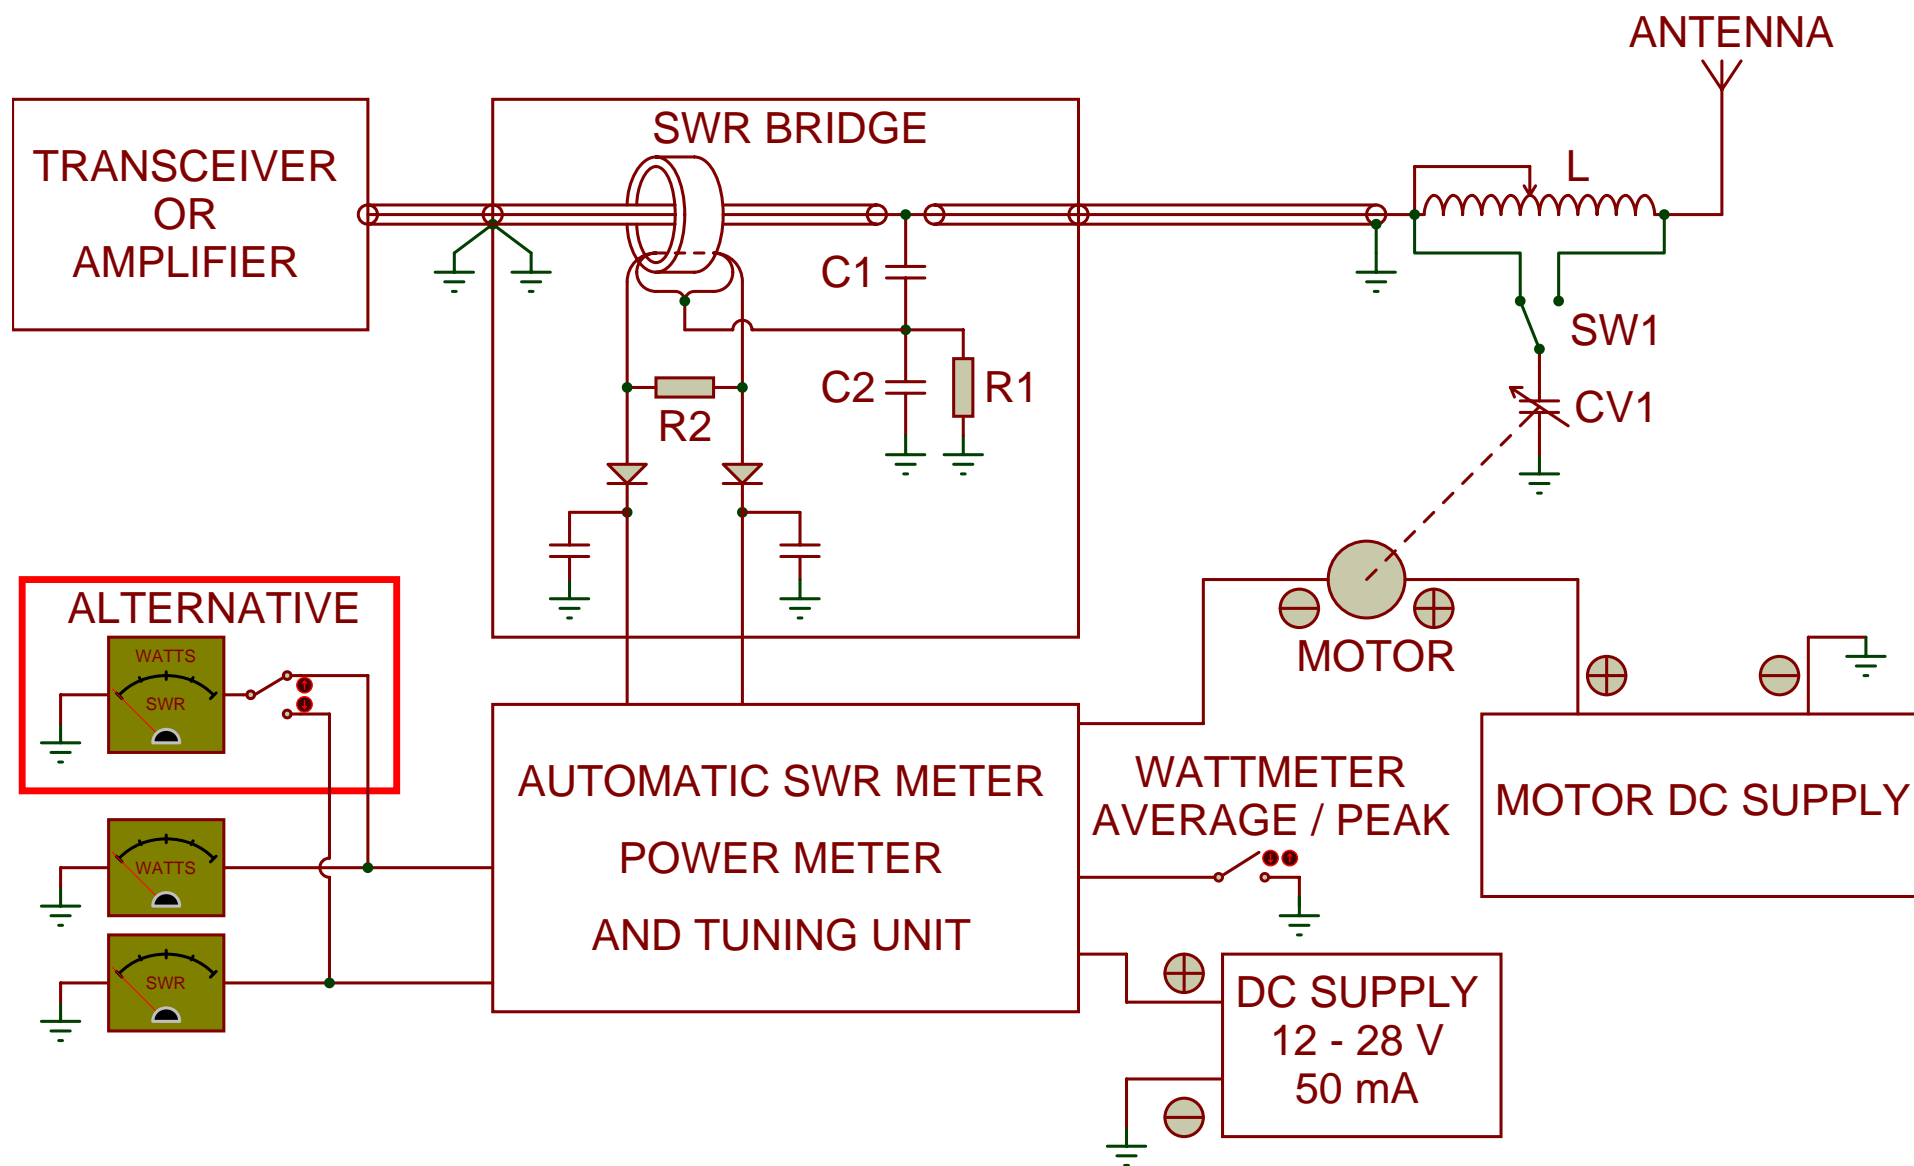 ANTENNA
TRANSCEIVER
OR
AMPLIFIER
SWR BRIDGE
L
C1
SW1
C2
R1
R2
CV1
ALTERNATIVE
WATTS
SWR
MOTOR
AUTOMATIC SWR METER
POWER METER
AND TUNING UNIT
WATTMETER
AVERAGE / PEAK
MOTOR DC SUPPLY
WATTS
SWR
DC SUPPLY
12 - 28 V
50 mA